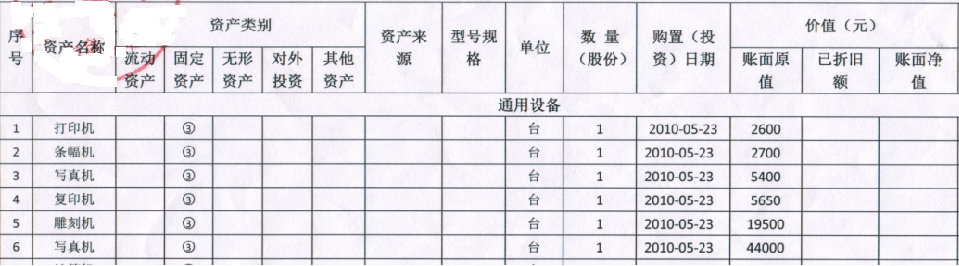 序号 资产名称 资产类别 资产来源 型号规格 单位 数量（股份） 购置（投资）日期 价值（元）
流动资产 固定资产 无形资产 对外投资 其他资产 账面原值 已折旧额 账面净值
通用设备
1 打印机 ③ 台 1 2010-05-23 2600
2 条幅机 ③ 台 1 2010-05-23 2700
3 写真机 ③ 台 1 2010-05-23 5400
4 复印机 ③ 台 1 2010-05-23 5650
5 雕刻机 ③ 台 1 2010-05-23 19500
6 写真机 ③ 台 1 2010-05-23 44000